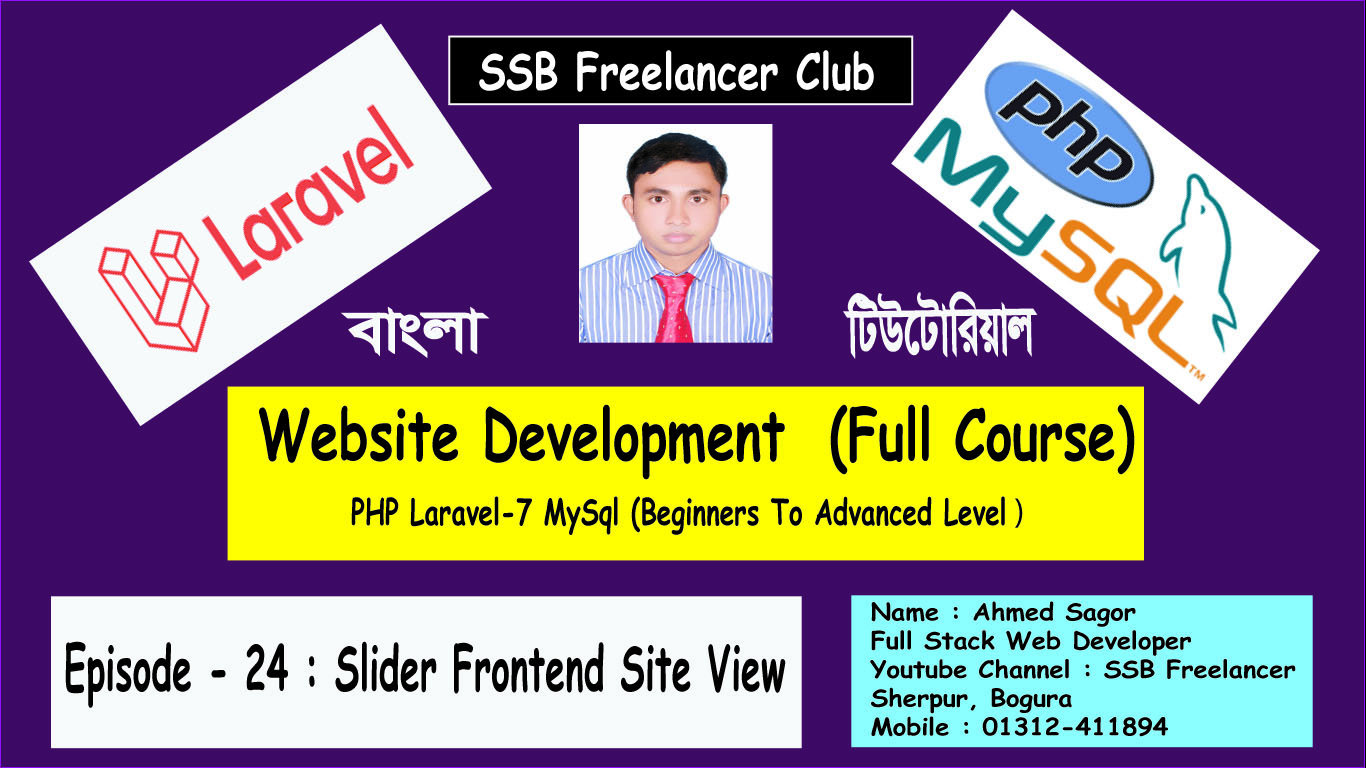 SSB Freelancer Club
Laravel
php
MySQL™
বাংলা
টিউটোরিয়াল
Website Development (Full Course)
PHP Laravel-7 MySql (Beginners To Advanced Level)
Episode - 24 : Slider Frontend Site View
Name : Ahmed Sagor
Full Stack Web Developer
Youtube Channel : SSB Freelancer
Sherpur, Bogura
Mobile : 01312-411894